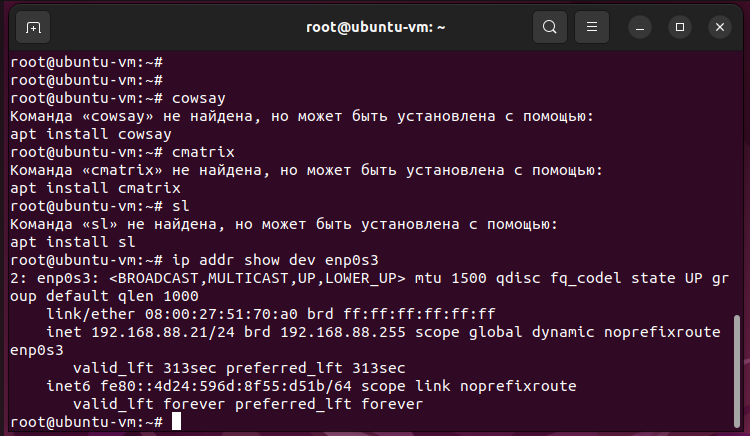 root@ubuntu-vm: ~
root@ubuntu-vm:~#
root@ubuntu-vm:~#
root@ubuntu-vm:~# cowsay
Команда «cowsay» не найдена, но может быть установлена с помощью:
apt install cowsay
root@ubuntu-vm:~# cmatrix
Команда «cmatrix» не найдена, но может быть установлена с помощью:
apt install cmatrix
root@ubuntu-vm:~# sl
Команда «sl» не найдена, но может быть установлена с помощью:
apt install sl
root@ubuntu-vm:~# ip addr show dev enp0s3
2: enp0s3: <BROADCAST,MULTICAST,UP,LOWER_UP> mtu 1500 qdisc fq_codel state UP gr
oup default qlen 1000
    link/ether 08:00:27:51:70:a0 brd ff:ff:ff:ff:ff:ff
    inet 192.168.88.21/24 brd 192.168.88.255 scope global dynamic noprefixroute
enp0s3
       valid_lft 313sec preferred_lft 313sec
    inet6 fe80::4d24:596d:8f55:d51b/64 scope link noprefixroute
       valid_lft forever preferred_lft forever
root@ubuntu-vm:~#